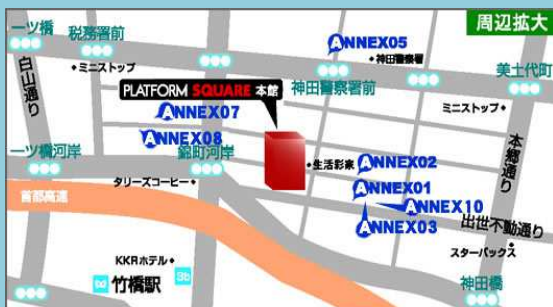 周辺拡大
一ツ橋
税務署前
ANNEX05
神田警察署
白山通り
ミニストップ
神田警察署前
美土代町
PLATFORM SQUARE 本館
ミニストップ
ANNEX07
ANNEX08
本郷通り
一ツ橋河岸
錦町河岸
生活彩家
ANNEX02
タリーズコーヒー
ANNEX01
首都高速
ANNEX10
出世不動通り
ANNEX03
スターバックス
KKRホテル
竹橋駅
3b
神田橋